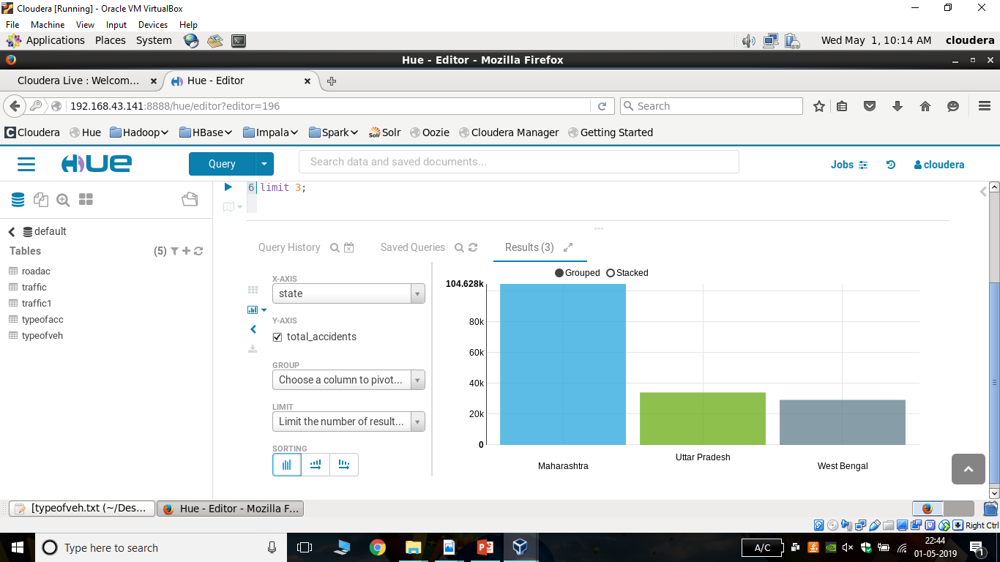 Cloudera [Running] - Oracle VM VirtualBox
File Machine View Input Devices Help
Applications Places System Wed May 1, 10:14 AM cloudera
Hue - Editor - Mozilla Firefox
Cloudera Live : Welcom... Hue - Editor
192.168.43.141:8888/hue/editor?editor=196 Search
Cloudera Hue Hadoop HBase Impala Spark Solr Solr Oozie Cloudera Manager Getting Started
HUE Query Search data and saved documents... Jobs cloudera
6 limit 3;
default
Tables (5)
roadac
traffic
traffic1
typeofacc
typeofveh
Query History Saved Queries Results (3)
X-AXIS
state
Y-AXIS
total_accidents
GROUP
Choose a column to pivot...
LIMIT
Limit the number of result...
SORTING
Grouped Stacked
104.628k
80k
60k
40k
20k
0
Maharashtra
Uttar Pradesh
West Bengal
[typeofveh.txt (~/Des... Hue - Editor - Mozilla F...
Right Ctrl
Type here to search A/C 22:44
01-05-2019
1